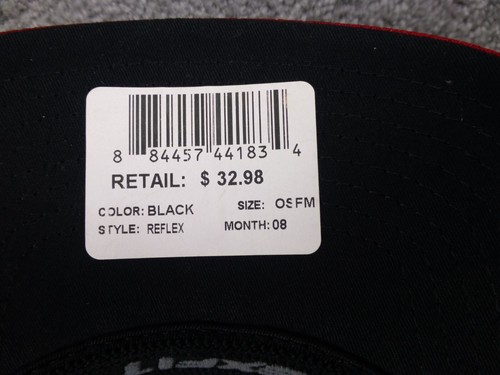 8 84457 44183 4
RETAIL: $ 32.98
COLOR: BLACK SIZE: OSFM
STYLE: REFLEX MONTH: 08